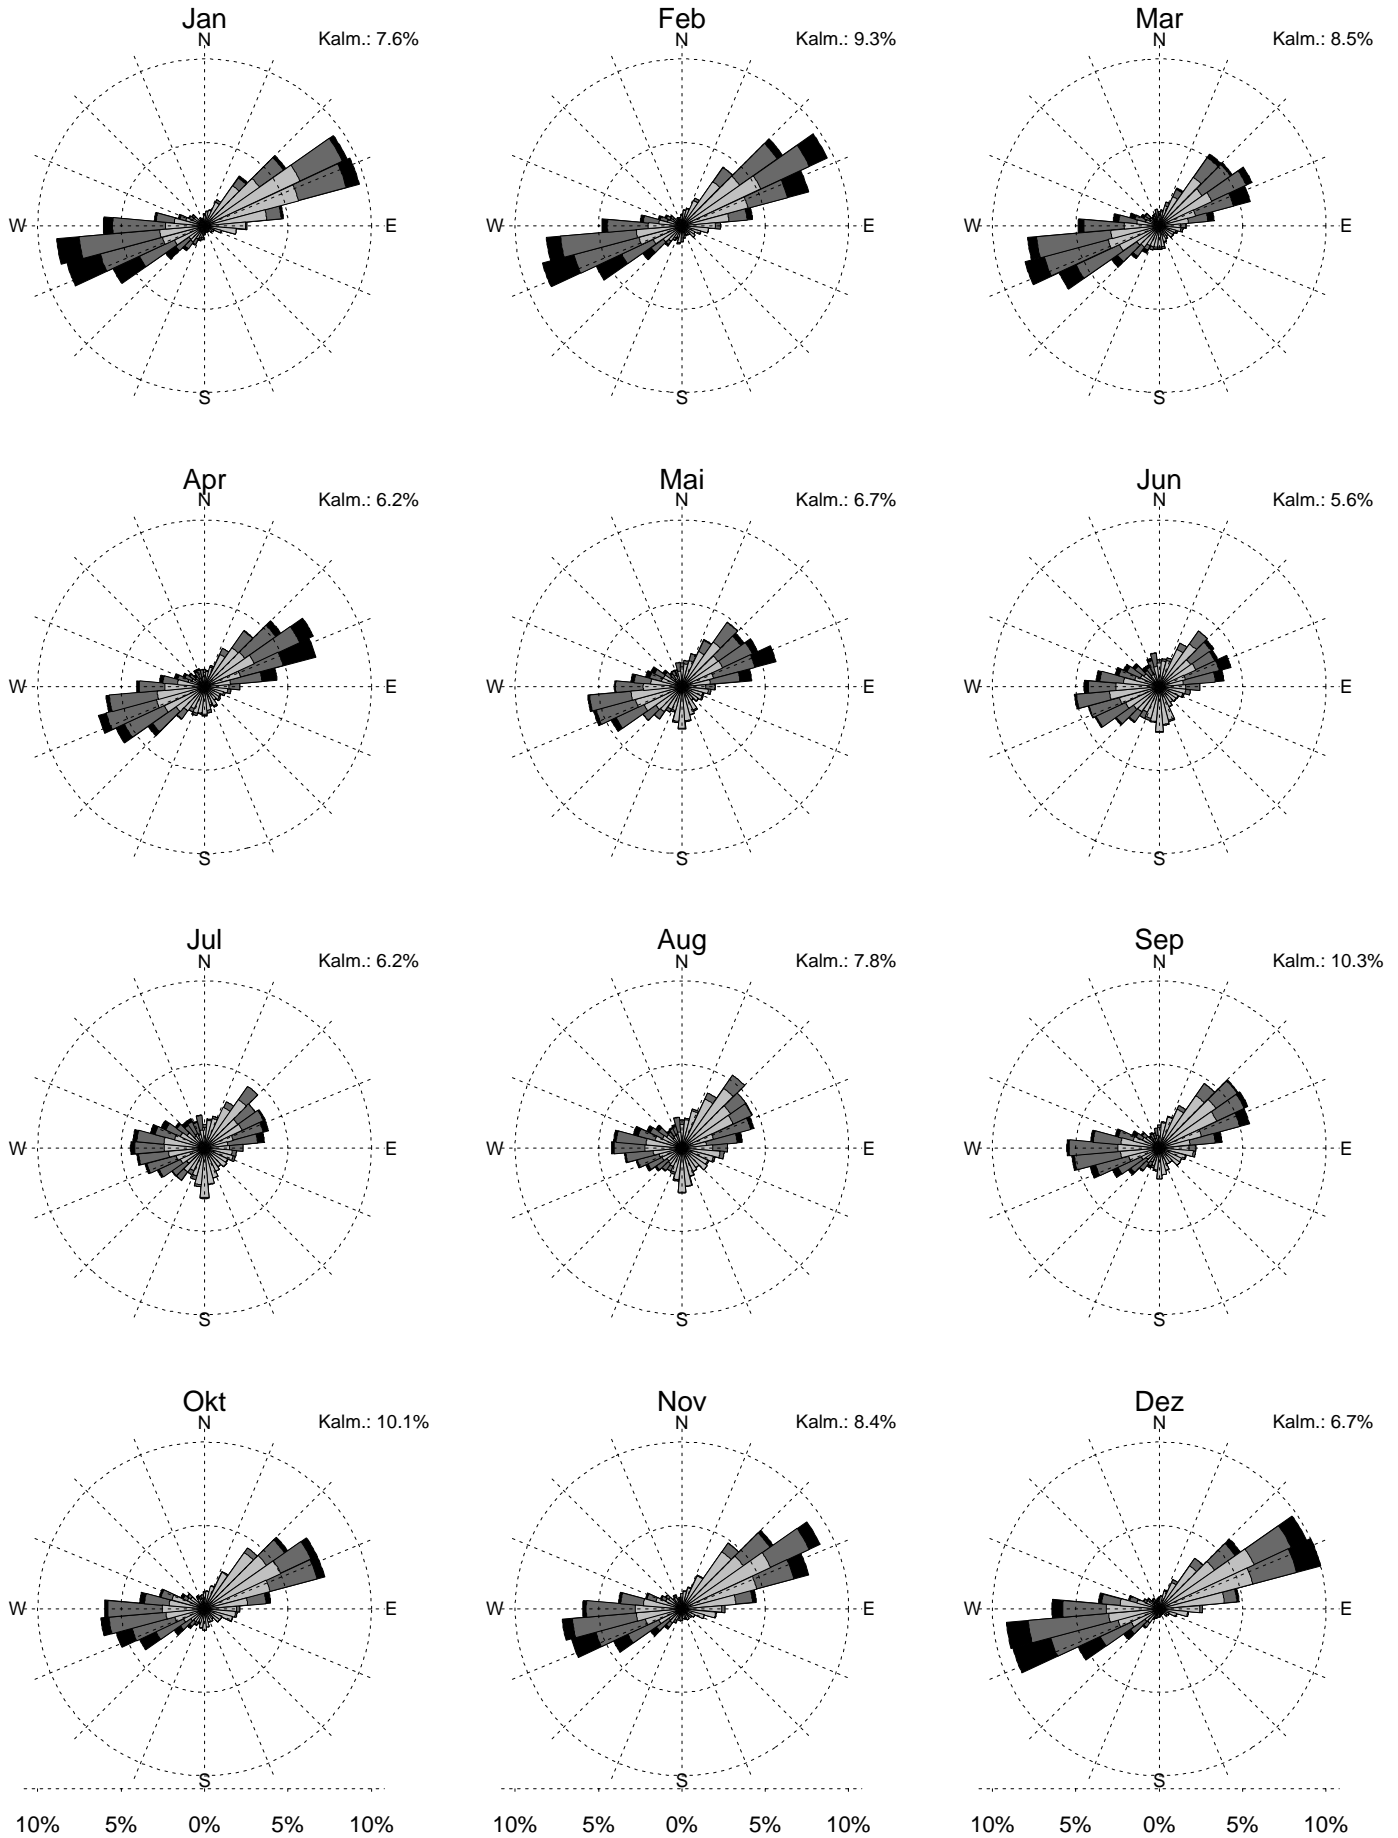 Jan
N
Kalm.: 7.6%
W
E
S
Feb
N
Kalm.: 9.3%
W
E
S
Mar
N
Kalm.: 8.5%
W
E
S
Apr
N
Kalm.: 6.2%
W
E
S
Mai
N
Kalm.: 6.7%
W
E
S
Jun
N
Kalm.: 5.6%
W
E
S
Jul
N
Kalm.: 6.2%
W
E
S
Aug
N
Kalm.: 7.8%
W
E
S
Sep
N
Kalm.: 10.3%
W
E
S
Okt
N
Kalm.: 10.1%
W
E
S
Nov
N
Kalm.: 8.4%
W
E
S
Dez
N
Kalm.: 6.7%
W
E
S
10% 5% 0% 5% 10%
10% 5% 0% 5% 10%
10% 5% 0% 5% 10%